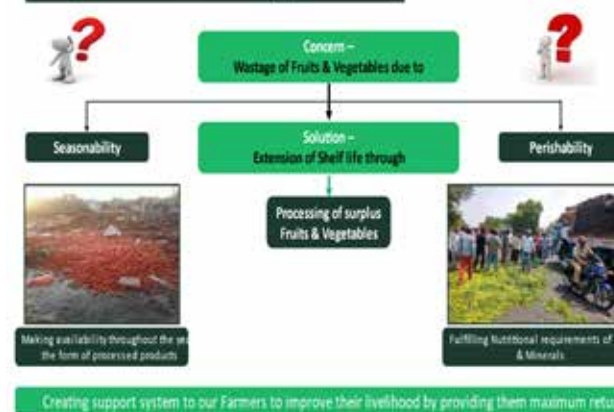 Concern –
Wastage of Fruits & Vegetables due to
Seasonability
Solution –
Extension of Shelf life through
Perishability
Processing of surplus
Fruits & Vegetables
Making availability throughout the
the form of processed products
Fulfilling Nutritional requirements of
& Minerals
Creating support system to our Farmers to improve their livelihood by providing them maximum